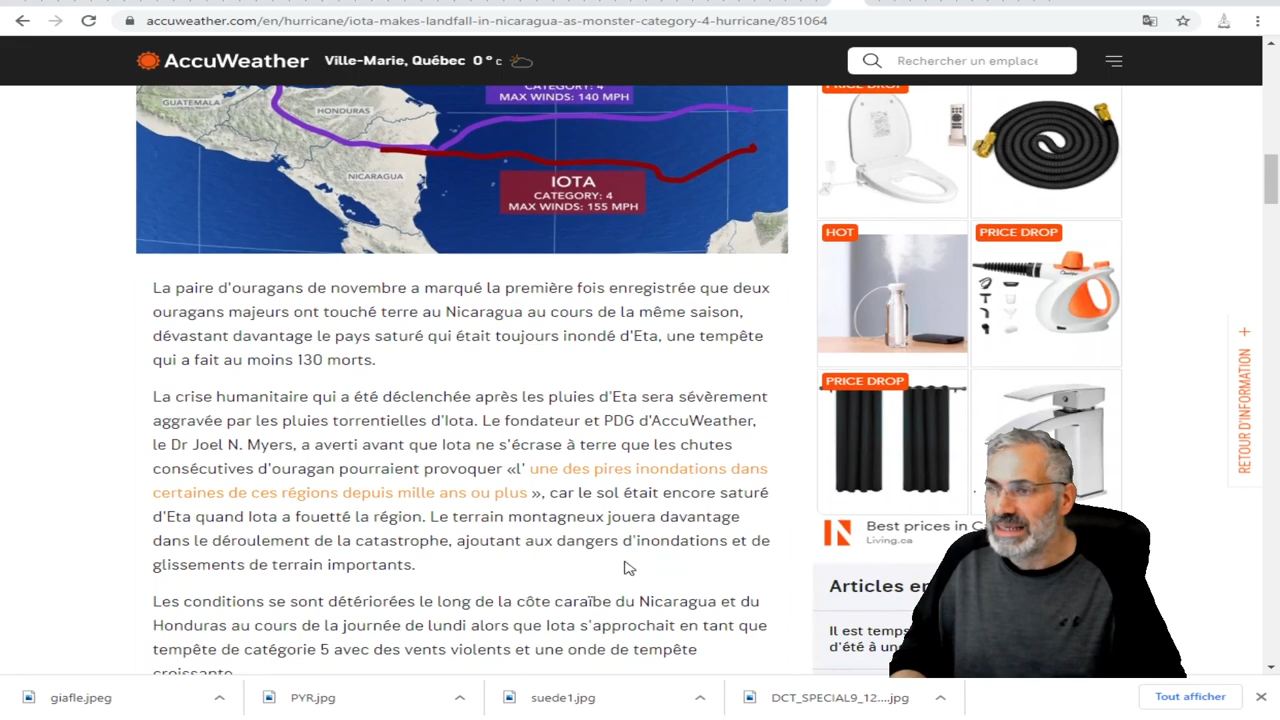 accuweather.com/en/hurricane/iota-makes-landfall-in-nicaragua-as-monster-category-4-hurricane/851064
AccuWeather
Ville-Marie, Québec 0° c
Rechercher un emplace
GUATEMALA
HONDURAS
NICARAGUA
CATEGORY: 4
MAX WINDS: 140 MPH
IOTA
CATEGORY: 4
MAX WINDS: 155 MPH
La paire d'ouragans de novembre a marqué la première fois enregistrée que deux
ouragans majeurs ont touché terre au Nicaragua au cours de la même saison,
dévastant davantage le pays saturé qui était toujours inondé d'Eta, une tempête
qui a fait au moins 130 morts.
La crise humanitaire qui a été déclenchée après les pluies d'Eta sera sévèrement
aggravée par les pluies torrentielles d'Iota. Le fondateur et PDG d'AccuWeather,
le Dr Joel N. Myers, a averti avant que Iota ne s'écrase à terre que les chutes
consécutives d'ouragan pourraient provoquer «l' une des pires inondations dans
certaines de ces régions depuis mille ans ou plus », car le sol était encore saturé
d'Eta quand Iota a fouetté la région. Le terrain montagneux jouera davantage
dans le déroulement de la catastrophe, ajoutant aux dangers d'inondations et de
glissements de terrain importants.
Les conditions se sont détériorées le long de la côte caraïbe du Nicaragua et du
Honduras au cours de la journée de lundi alors que Iota s'approchait en tant que
tempête de catégorie 5 avec des vents violents et une onde de tempête
croissante.
PRICE DROP
HOT
PRICE DROP
PRICE DROP
Best prices in
Living.ca
Articles
Il est temps
d'été à un
RETOUR D'INFORMATION +
giafle.jpeg
PYR.jpg
suede1.jpg
DCT_SPECIAL9_12....jpg
Tout afficher